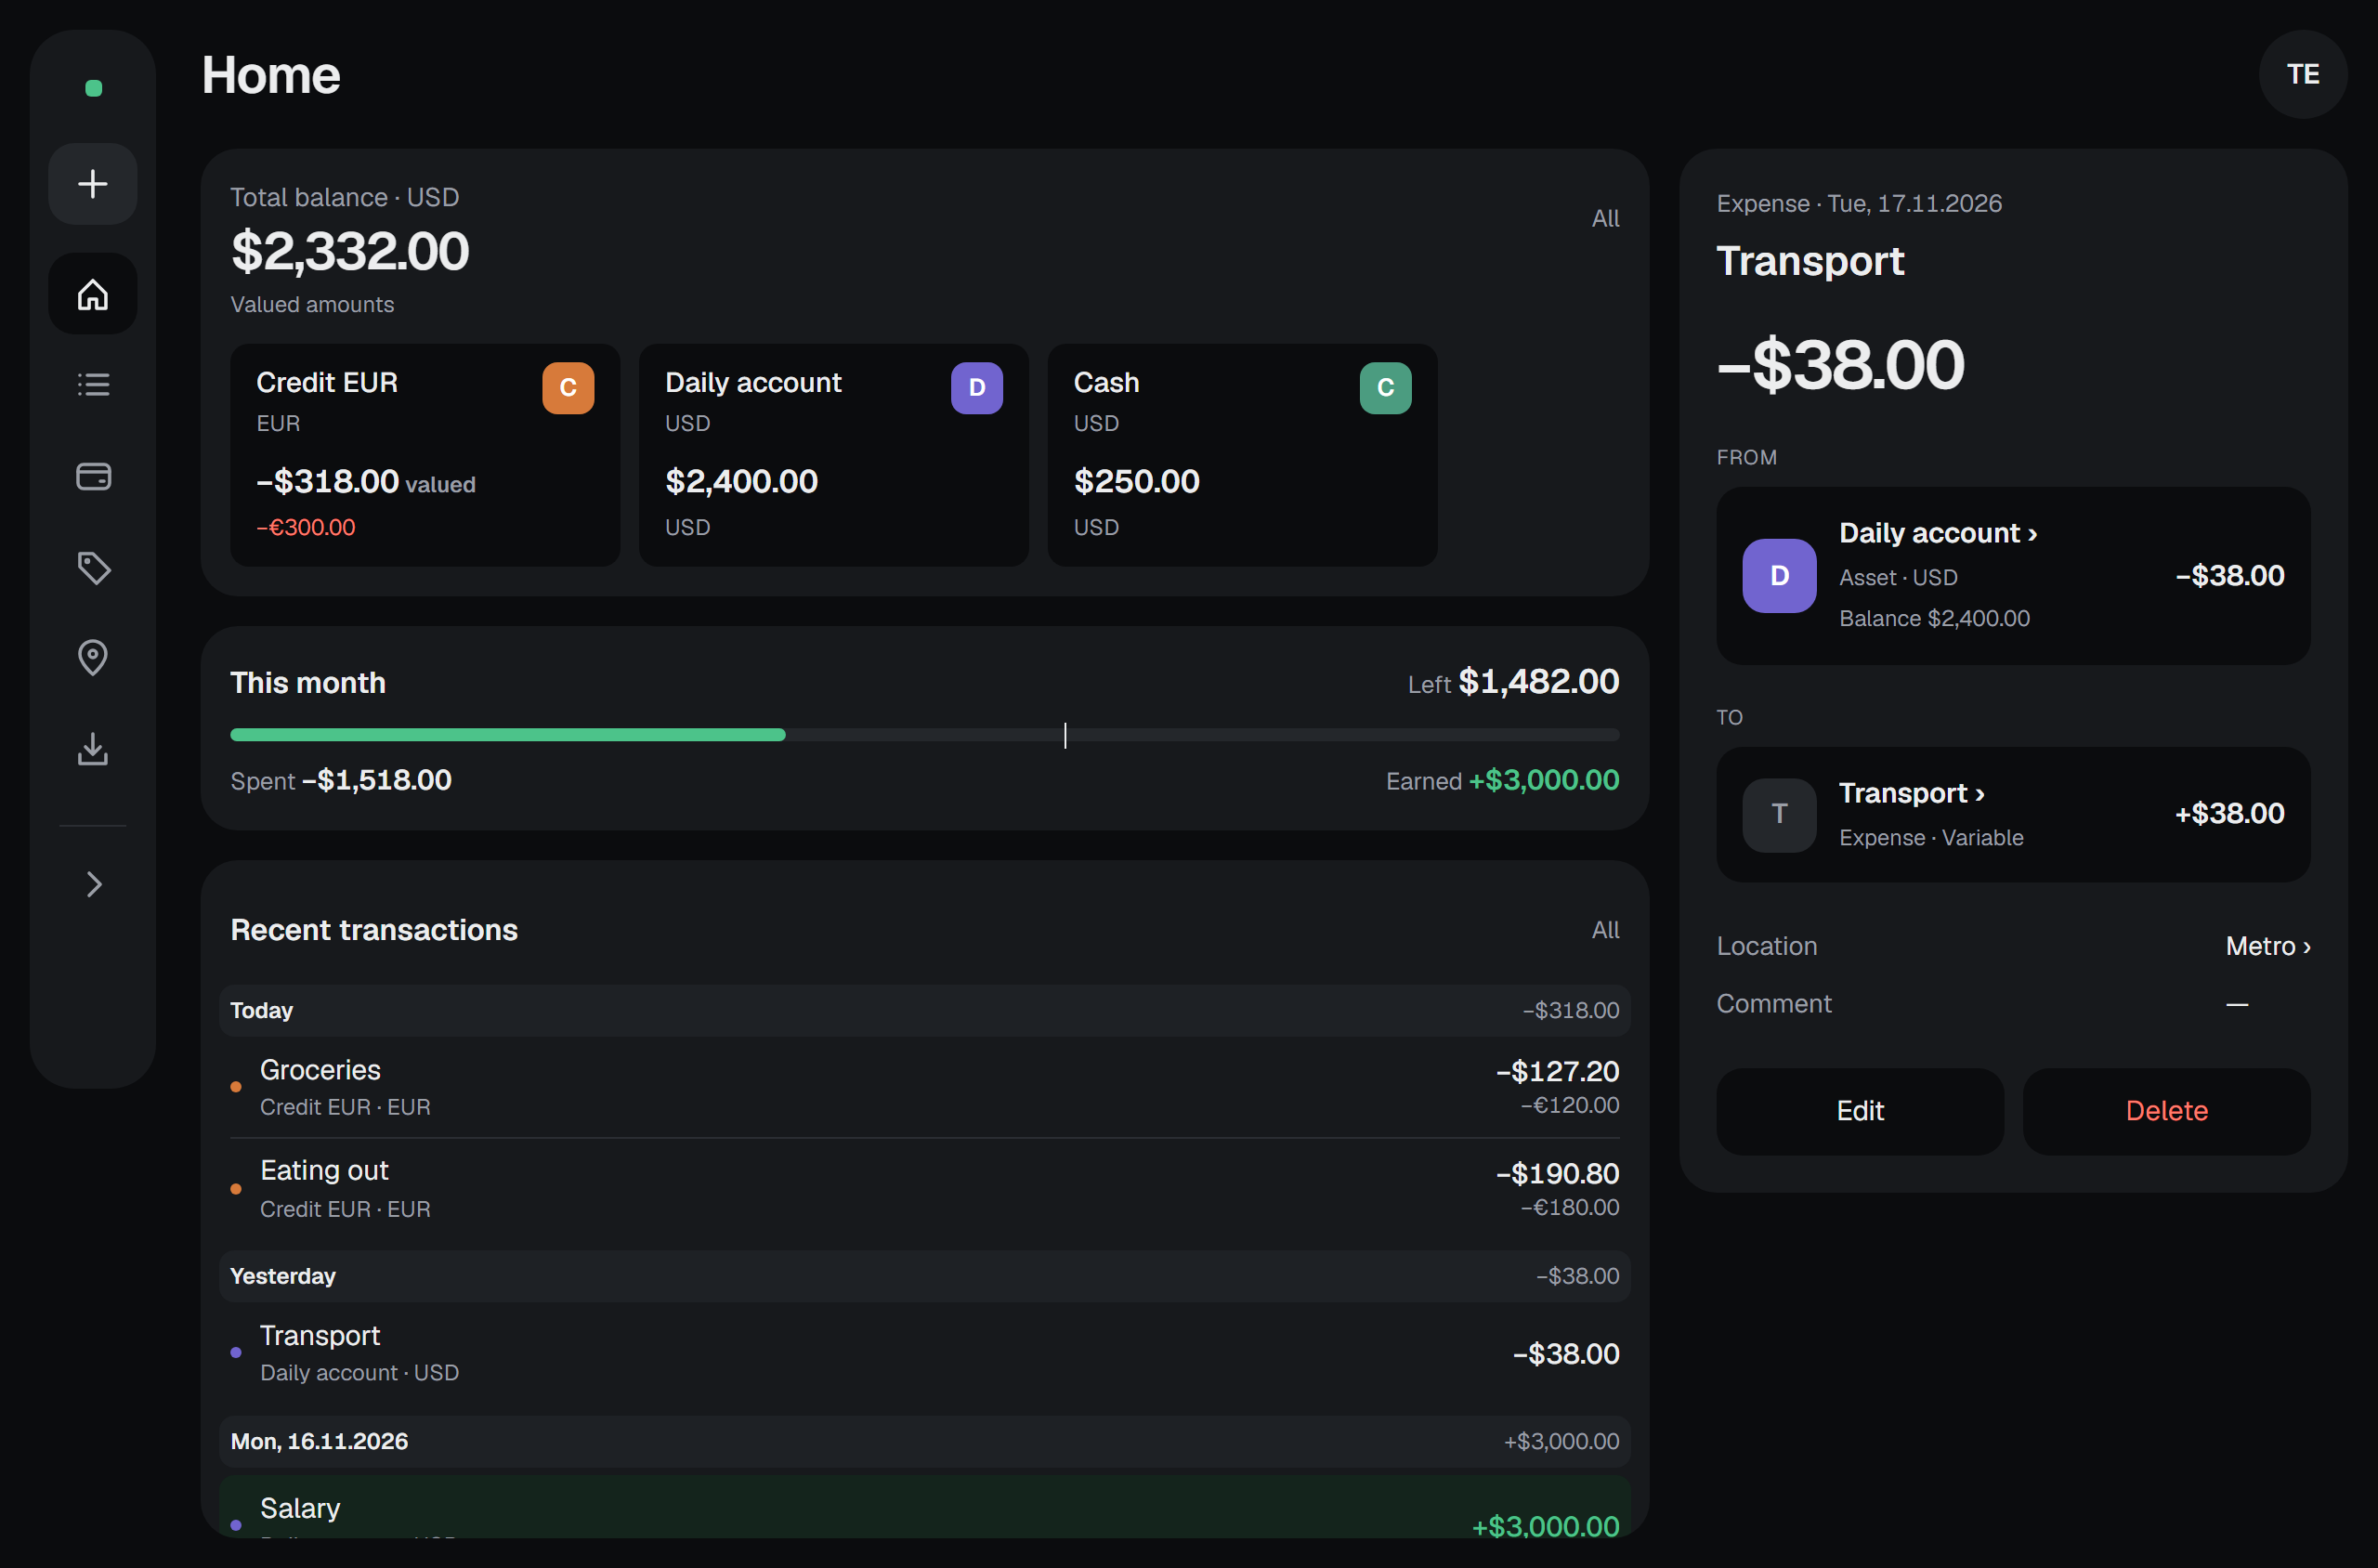 Home
TE
Total balance · USD
$2,332.00
Valued amounts
All
Credit EUR
C
EUR
−$318.00 valued
−€300.00
Daily account
D
USD
$2,400.00
USD
Cash
C
USD
$250.00
USD
This month
Left $1,482.00
Spent −$1,518.00
Earned +$3,000.00
Recent transactions
All
Today
−$318.00
Groceries
−$127.20
Credit EUR · EUR
−€120.00
Eating out
−$190.80
Credit EUR · EUR
−€180.00
Yesterday
−$38.00
Transport
Daily account · USD
−$38.00
Mon, 16.11.2026
+$3,000.00
Salary
+$3,000.00
Expense · Tue, 17.11.2026
Transport
−$38.00
FROM
D
Daily account ›
Asset · USD
Balance $2,400.00
−$38.00
TO
T
Transport ›
Expense · Variable
+$38.00
Location
Metro ›
Comment
—
Edit
Delete